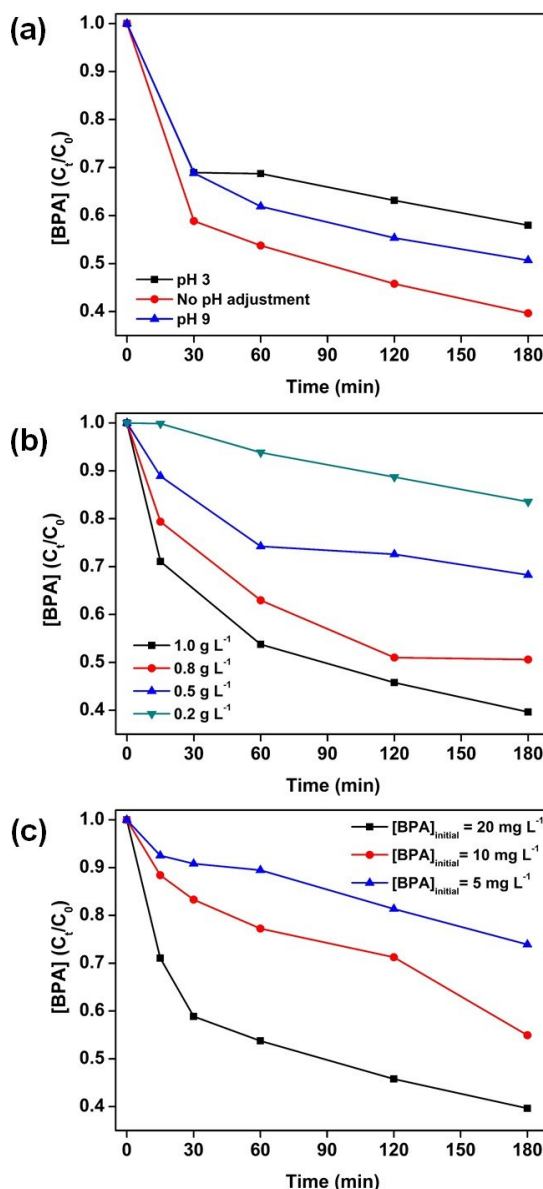 (a)
[BPA] (Cₜ/C₀)
1.0
0.9
0.8
0.7
0.6
0.5
0.4
pH 3
No pH adjustment
pH 9
0 30 60 90 120 150 180
Time (min)
(b)
[BPA] (Cₜ/C₀)
1.0
0.9
0.8
0.7
0.6
0.5
0.4
1.0 g L⁻¹
0.8 g L⁻¹
0.5 g L⁻¹
0.2 g L⁻¹
0 30 60 90 120 150 180
Time (min)
(c)
[BPA] (Cₜ/C₀)
1.0
0.9
0.8
0.7
0.6
0.5
0.4
[BPA]initial = 20 mg L⁻¹
[BPA]initial = 10 mg L⁻¹
[BPA]initial = 5 mg L⁻¹
0 30 60 90 120 150 180
Time (min)